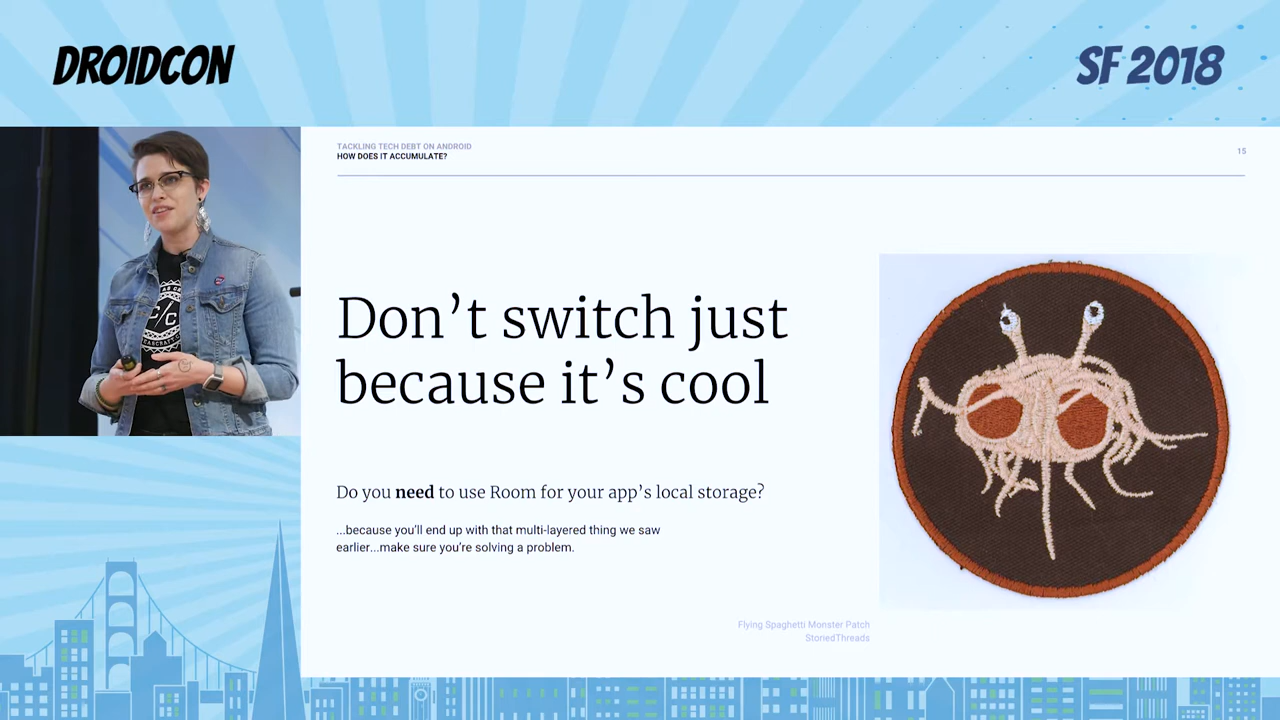 DROIDCON
SF 2018
TACKLING TECH DEBT ON ANDROID
HOW DOES IT ACCUMULATE?
15
Don’t switch just
because it’s cool
Do you need to use Room for your app’s local storage?
...because you’ll end up with that multi-layered thing we saw
earlier...make sure you’re solving a problem.
Flying Spaghetti Monster Patch
StoriedThreads